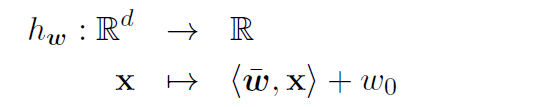 h_w : ℝ^d → ℝ
x ↦ ⟨w̄, x⟩ + w_0